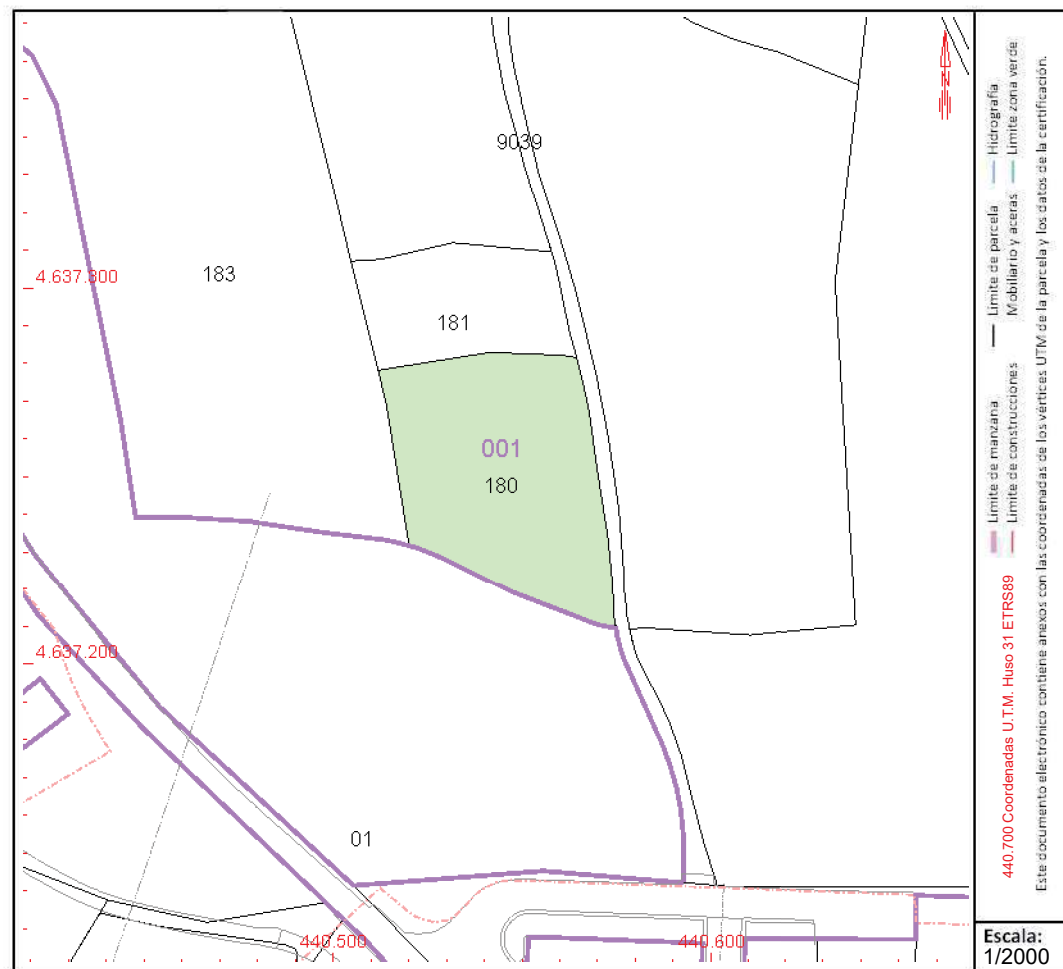 9039
4.637.300
183
181
001
180
4.637.200
01
440.500
440.600
N
Hidrografía
Límite zona verde
Límite de parcela
Mobiliario y aceras
Límite de manzana
Límite de construcciones
440.700 Coordenadas U.T.M. Huso 31 ETRS89
Este documento electrónico contiene anexos con las coordenadas de los vértices UTM de la parcela y los datos de la certificación.
Escala:
1/2000